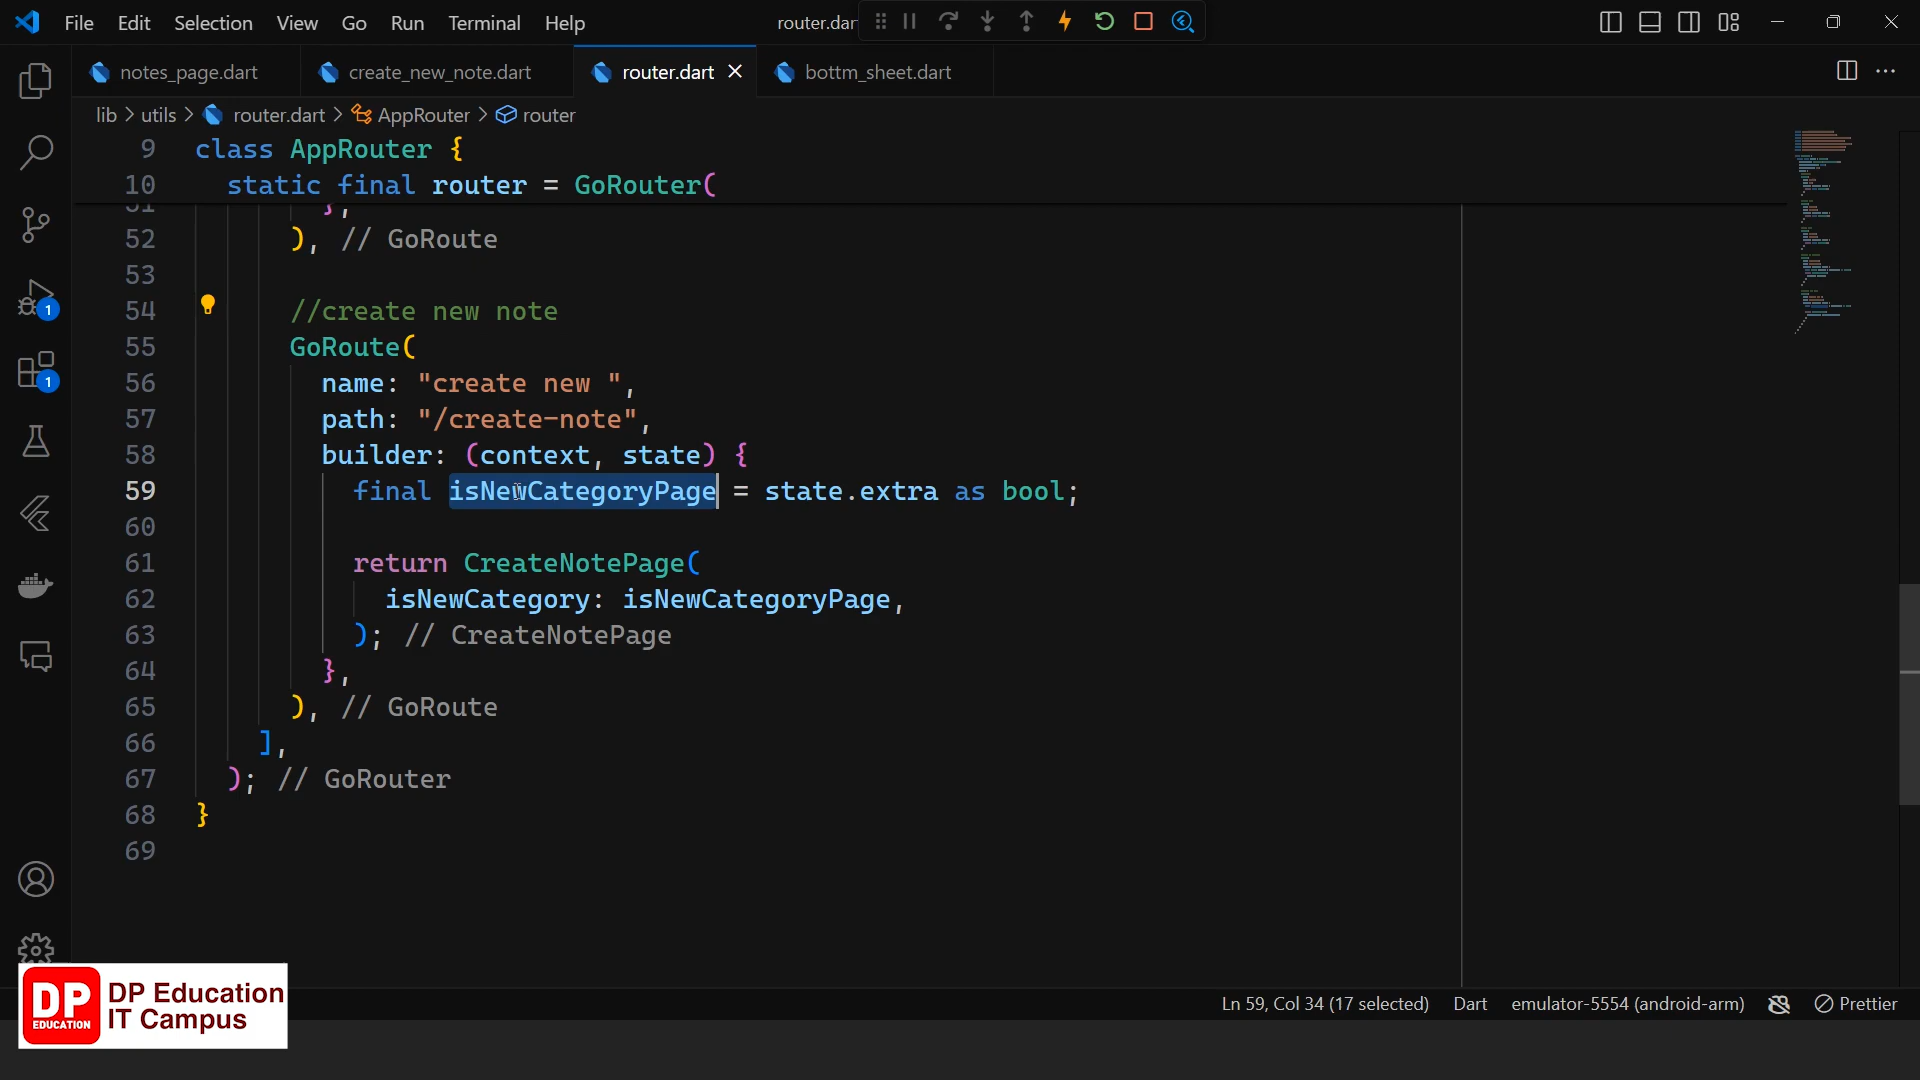 File Edit Selection View Go Run Terminal Help router.dar
notes_page.dart create_new_note.dart router.dart bottm_sheet.dart
lib > utils > router.dart > AppRouter > router
9 class AppRouter {
10 static final router = GoRouter(
51 },
52 ), // GoRoute
53
54 //create new note
55 GoRoute(
56 name: "create new ",
57 path: "/create-note",
58 builder: (context, state) {
59 final isNewCategoryPage = state.extra as bool;
60
61 return CreateNotePage(
62 isNewCategory: isNewCategoryPage,
63 ); // CreateNotePage
64 },
65 ), // GoRoute
66 ],
67 ); // GoRouter
68 }
69
1
1
DP EDUCATION
DP Education
IT Campus
Ln 59, Col 34 (17 selected) Dart emulator-5554 (android-arm) Prettier